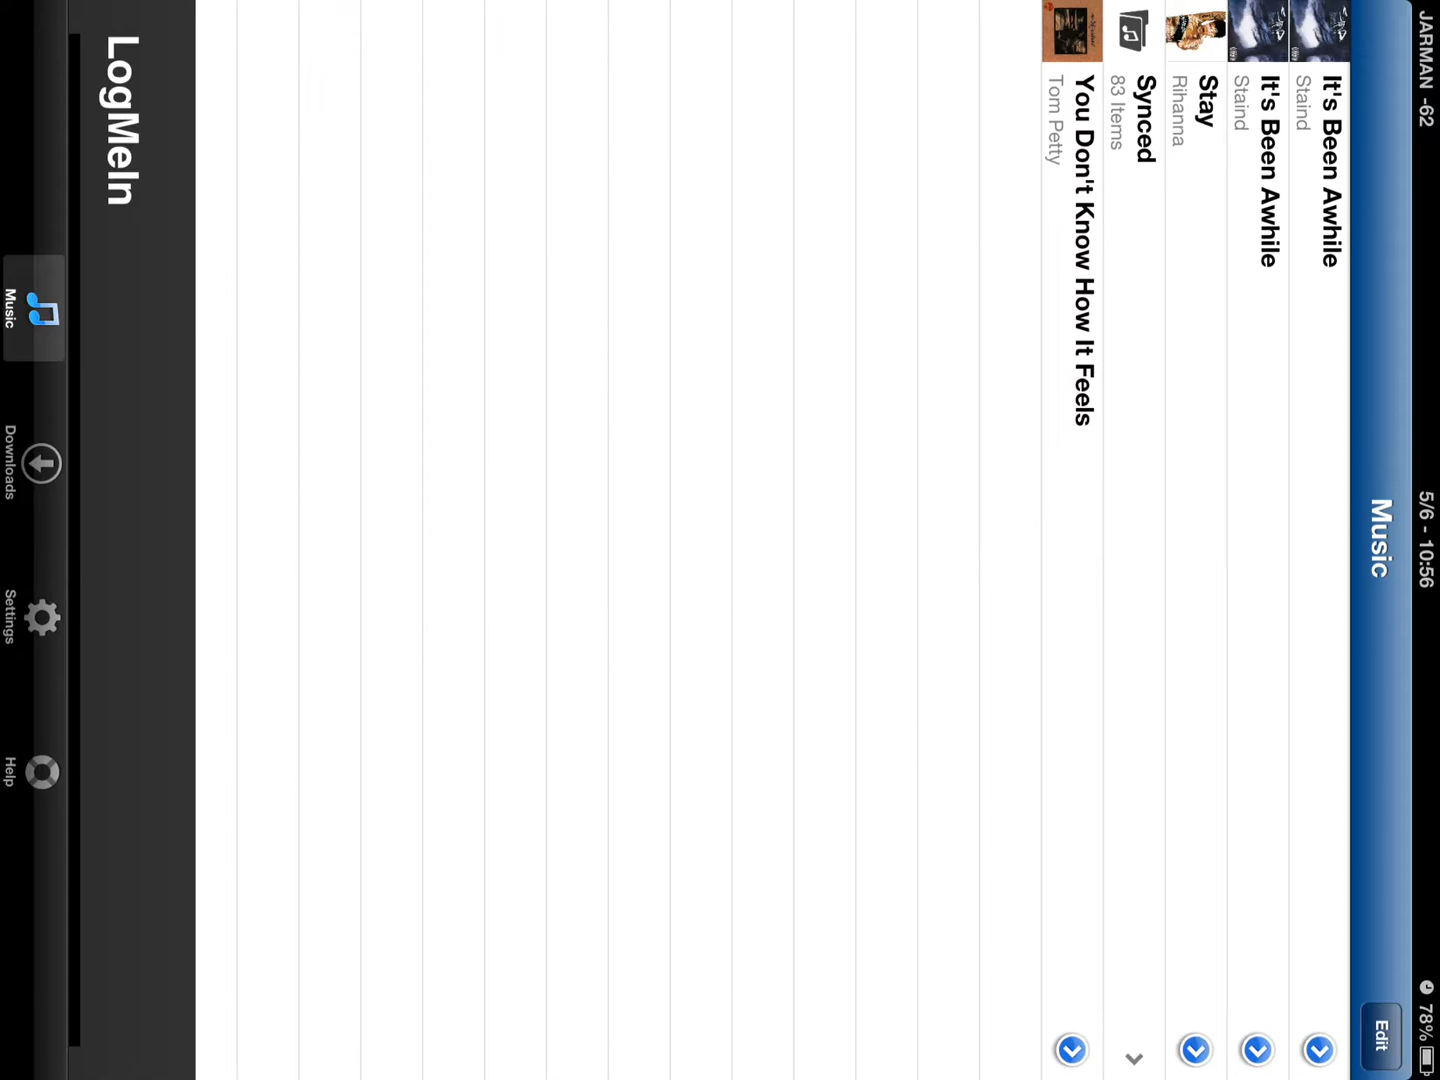 JARMAN -62
5/6 - 10:56
78%
Music
Edit
It's Been Awhile
Staind
It's Been Awhile
Staind
Stay
Rihanna
Synced
83 Items
You Don't Know How It Feels
Tom Petty
LogMeIn
Music
Downloads
Settings
Help